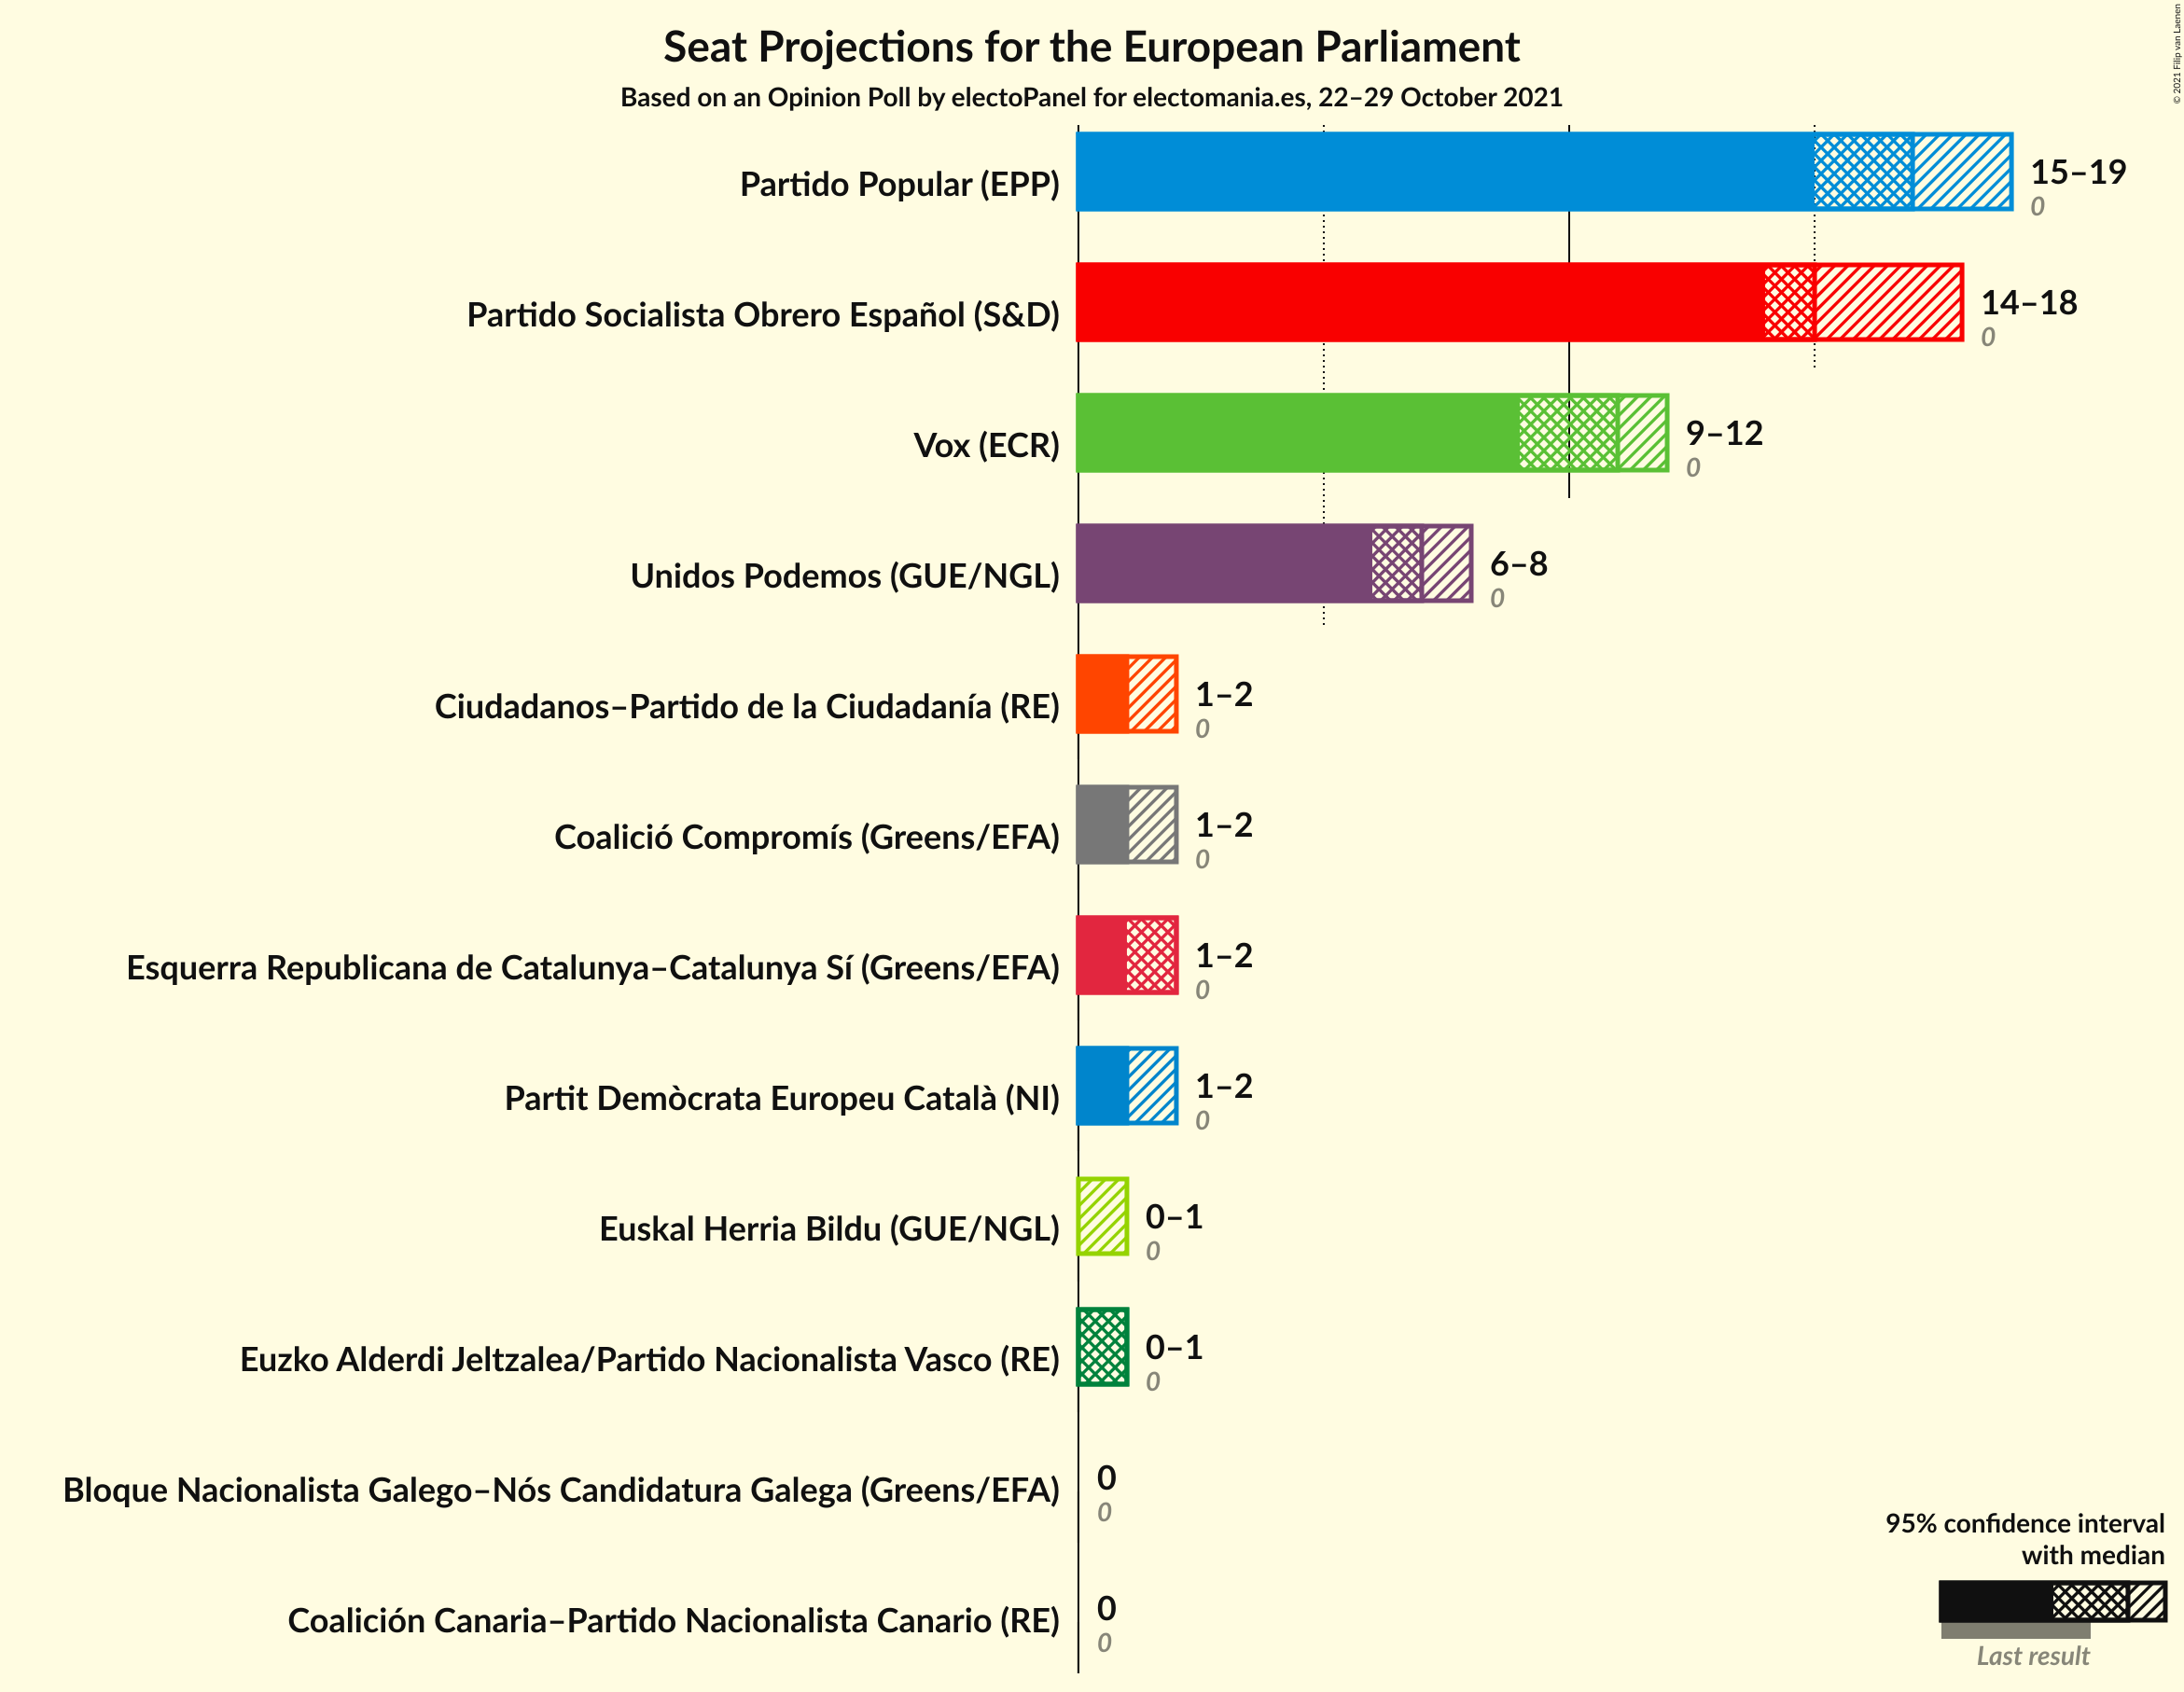 © 2021 Filip van Laenen
Seat Projections for the European Parliament
Based on an Opinion Poll by electoPanel for electomania.es, 22–29 October 2021
Partido Popular (EPP)
15–19
0
Partido Socialista Obrero Español (S&D)
14–18
0
Vox (ECR)
9–12
0
Unidos Podemos (GUE/NGL)
6–8
0
Ciudadanos–Partido de la Ciudadanía (RE)
1–2
0
Coalició Compromís (Greens/EFA)
1–2
0
Esquerra Republicana de Catalunya–Catalunya Sí (Greens/EFA)
1–2
0
Partit Demòcrata Europeu Català (NI)
1–2
0
Euskal Herria Bildu (GUE/NGL)
0–1
0
Euzko Alderdi Jeltzalea/Partido Nacionalista Vasco (RE)
0–1
0
Bloque Nacionalista Galego–Nós Candidatura Galega (Greens/EFA)
0
0
Coalición Canaria–Partido Nacionalista Canario (RE)
0
0
95% confidence interval
with median
Last result